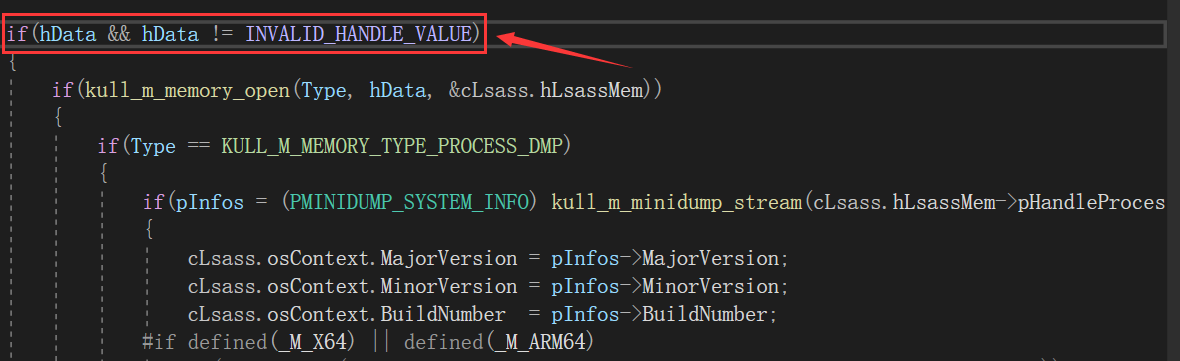 if(hData && hData != INVALID_HANDLE_VALUE)
{
if(kull_m_memory_open(Type, hData, &cLsass.hLsassMem))
{
if(Type == KULL_M_MEMORY_TYPE_PROCESS_DMP)
{
if(pInfos = (PMINIDUMP_SYSTEM_INFO) kull_m_minidump_stream(cLsass.hLsassMem->pHandleProces
{
cLsass.osContext.MajorVersion = pInfos->MajorVersion;
cLsass.osContext.MinorVersion = pInfos->MinorVersion;
cLsass.osContext.BuildNumber  = pInfos->BuildNumber;
#if defined(_M_X64) || defined(_M_ARM64)